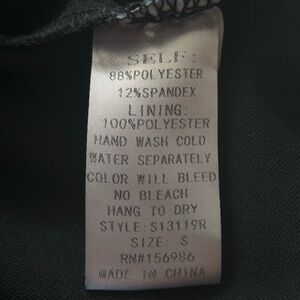 SELF:
88%POLYESTER
12%SPANDEX
LINING:
100%POLYESTER
HAND WASH COLD
WATER SEPARATELY
COLOR WILL BLEED
NO BLEACH
HANG TO DRY
STYLE:S13119R
SIZE: S
RN#156986
MADE IN CHINA